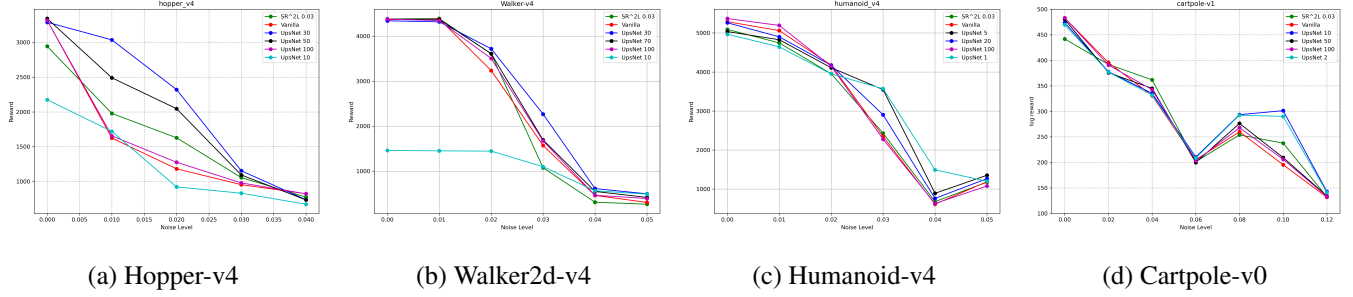 hopper_v4
SR^2L 0.03
Vanilla
UpsNet 30
UpsNet 50
UpsNet 100
UpsNet 10
Reward
3000
2500
2000
1500
1000
0.000 0.005 0.010 0.015 0.020 0.025 0.030 0.035 0.040
Noise Level
(a) Hopper-v4
Walker-v4
SR^2L 0.03
Vanilla
UpsNet 30
UpsNet 70
UpsNet 100
UpsNet 10
Reward
4000
3000
2000
1000
0.00 0.01 0.02 0.03 0.04 0.05
Noise Level
(b) Walker2d-v4
humanoid_v4
SR^2L 0.03
Vanilla
UpsNet 5
UpsNet 20
UpsNet 100
UpsNet 1
Reward
5000
4000
3000
2000
1000
0.00 0.01 0.02 0.03 0.04 0.05
Noise Level
(c) Humanoid-v4
cartpole-v1
SR^2L 0.03
Vanilla
UpsNet 10
UpsNet 50
UpsNet 100
UpsNet 2
log reward
500
450
400
350
300
250
200
150
100
0.00 0.02 0.04 0.06 0.08 0.10 0.12
Noise Level
(d) Cartpole-v0